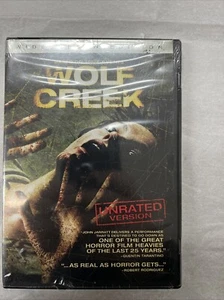 WOLF
CREEK
UNRATED
VERSION
"JOHN JARRATT DELIVERS A PERFORMANCE
THAT'S DESTINED TO GO DOWN AS
ONE OF THE GREAT
HORROR FILM HEAVIES
OF THE LAST 25 YEARS."
-QUENTIN TARANTINO
"...AS REAL AS HORROR GETS..."
-ROBERT RODRIGUEZ